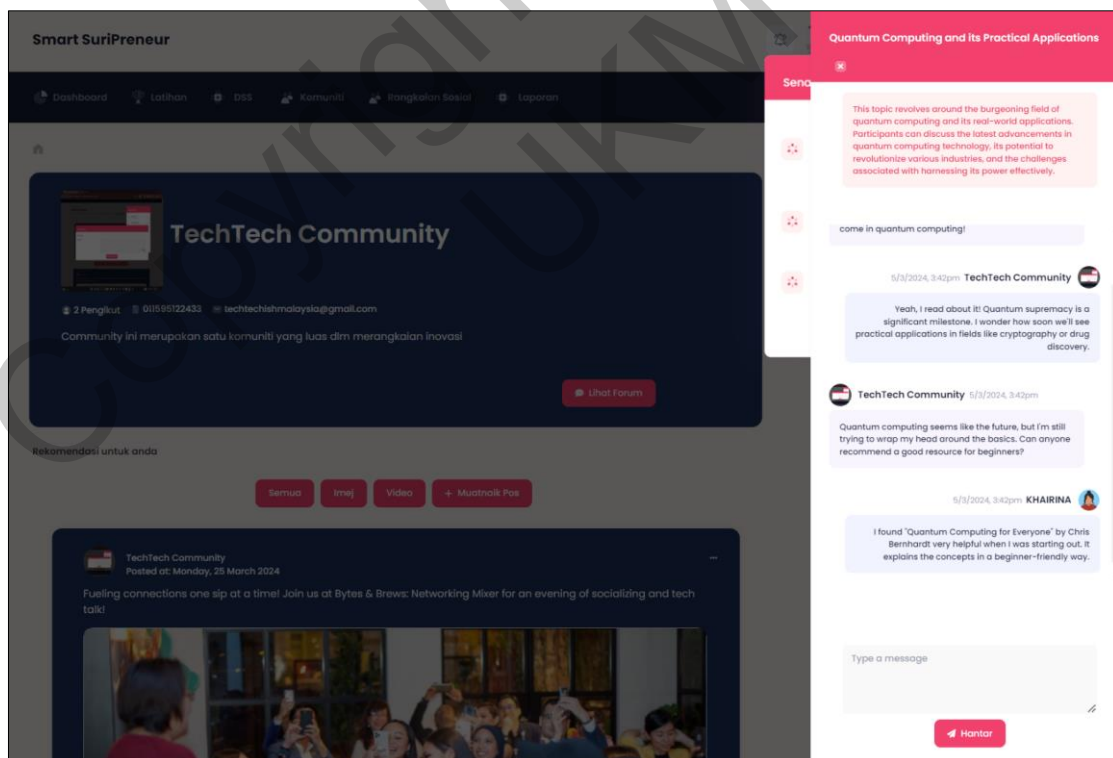 Smart SuriPreneur
Dashboard Latihan DSS Komuniti Rangkaian Sosial Laporan
TechTech Community
2 Pengikut 011595122433 techtechishmalaysia@gmail.com
Community ini merupakan satu komuniti yang luas dlm merangkaian inovasi
Lihat Forum
Rekomendasi untuk anda
Semua Imej Video + Muatnaik Pos
TechTech Community
Posted at: Monday, 25 March 2024
Fueling connections one sip at a time! Join us at Bytes & Brews: Networking Mixer for an evening of socializing and tech
talk!
Sena
Quantum Computing and its Practical Applications
This topic revolves around the burgeoning field of
quantum computing and its real-world applications.
Participants can discuss the latest advancements in
quantum computing technology, its potential to
revolutionize various industries, and the challenges
associated with harnessing its power effectively.
come in quantum computing!
5/3/2024, 3:42pm TechTech Community
Yeah, I read about it! Quantum supremacy is a
significant milestone. I wonder how soon we'll see
practical applications in fields like cryptography or drug
discovery.
TechTech Community 5/3/2024, 3:42pm
Quantum computing seems like the future, but I'm still
trying to wrap my head around the basics. Can anyone
recommend a good resource for beginners?
5/3/2024, 3:42pm KHAIRINA
I found "Quantum Computing for Everyone" by Chris
Bernhardt very helpful when I was starting out. It
explains the concepts in a beginner-friendly way.
Type a message
Hantar
Copyright
UKM